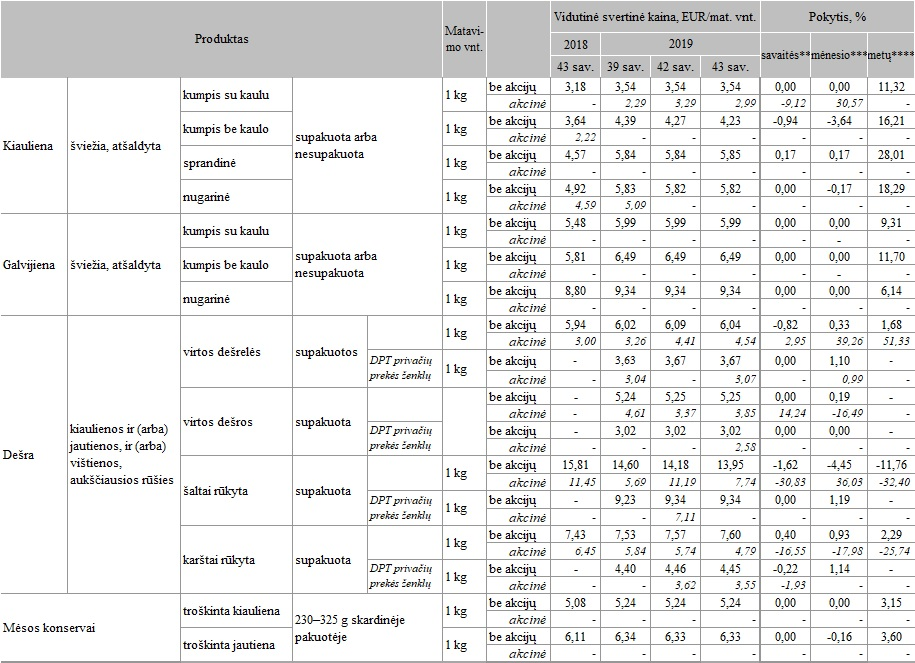 Produktas Matavi- Vidutinė svertinė kaina, EUR/mat. vnt. Pokytis, %
mo vnt. 2018 2019 savaitės** mėnesio*** metų****
43 sav. 39 sav. 42 sav. 43 sav.
Kiauliena šviežia, atšaldyta kumpis su kaulu supakuota arba nesupakuota 1 kg be akcijų 3,18 3,54 3,54 3,54 0,00 0,00 11,32
akcinė - 2,29 3,29 2,99 -9,12 30,57 -
kumpis be kaulo 1 kg be akcijų 3,64 4,39 4,27 4,23 -0,94 -3,64 16,21
akcinė 2,22 - - - - - -
sprandinė 1 kg be akcijų 4,57 5,84 5,84 5,85 0,17 0,17 28,01
akcinė - - - - - - -
nugarinė 1 kg be akcijų 4,92 5,83 5,82 5,82 0,00 -0,17 18,29
akcinė 4,59 5,09 - - - - -
Galvijiena šviežia, atšaldyta kumpis su kaulu supakuota arba nesupakuota 1 kg be akcijų 5,48 5,99 5,99 5,99 0,00 0,00 9,31
akcinė - - - - - - -
kumpis be kaulo 1 kg be akcijų 5,81 6,49 6,49 6,49 0,00 0,00 11,70
akcinė - - - - - - -
nugarinė 1 kg be akcijų 8,80 9,34 9,34 9,34 0,00 0,00 6,14
akcinė - - - - - - -
Dešra kiaulienos ir (arba) jautienos, ir (arba) vištienos, aukščiausios rūšies virtos dešrelės supakuotos 1 kg be akcijų 5,94 6,02 6,09 6,04 -0,82 0,33 1,68
akcinė 3,00 3,26 4,41 4,54 2,95 39,26 51,33
DPT privačių prekės ženklų 1 kg be akcijų - 3,63 3,67 3,67 0,00 1,10 -
akcinė - 3,04 - 3,07 - 0,99 -
virtos dešros supakuota be akcijų - 5,24 5,25 5,25 0,00 0,19 -
akcinė - 4,61 3,37 3,85 14,24 -16,49 -
DPT privačių prekės ženklų be akcijų - 3,02 3,02 3,02 0,00 0,00 -
akcinė - - - 2,58 - - -
šaltai rūkyta supakuota 1 kg be akcijų 15,81 14,60 14,18 13,95 -1,62 -4,45 -11,76
akcinė 11,45 5,69 11,19 7,74 -30,83 36,03 -32,40
DPT privačių prekės ženklų 1 kg be akcijų - 9,23 9,34 9,34 0,00 1,19 -
akcinė - - 7,11 - - - -
karštai rūkyta supakuota 1 kg be akcijų 7,43 7,53 7,57 7,60 0,40 0,93 2,29
akcinė 6,45 5,84 5,74 4,79 -16,55 -17,98 -25,74
DPT privačių prekės ženklų 1 kg be akcijų - 4,40 4,46 4,45 -0,22 1,14 -
akcinė - - 3,62 3,55 -1,93 - -
Mėsos konservai troškinta kiauliena 230–325 g skardinėje pakuotėje 1 kg be akcijų 5,08 5,24 5,24 5,24 0,00 0,00 3,15
akcinė - - - - - - -
troškinta jautiena 1 kg be akcijų 6,11 6,34 6,33 6,33 0,00 -0,16 3,60
akcinė - - - - - - -